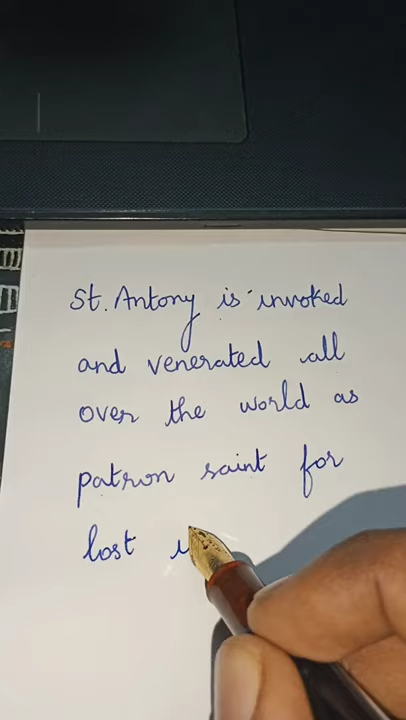 St. Antony is invoked
and venerated all
over the world as
patron saint for
lost